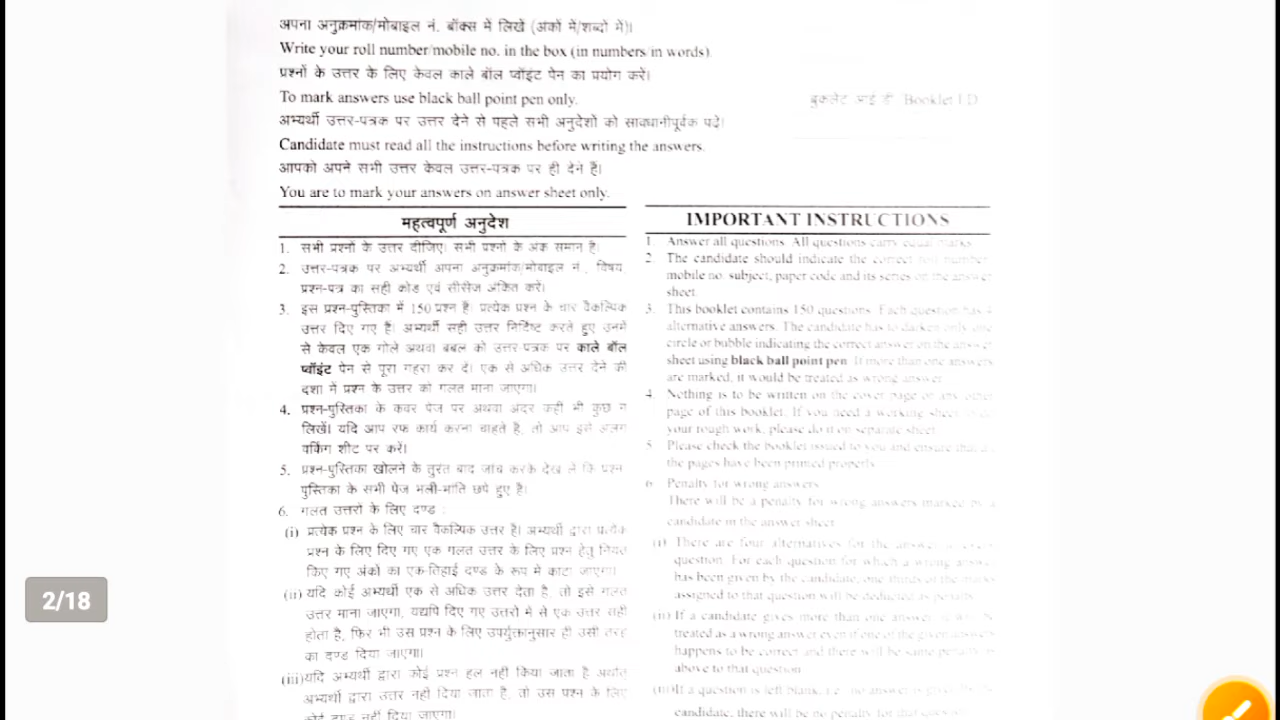 अपना अनुक्रमांक/मोबाइल नं. बॉक्स में लिखें (अंकों में/शब्दों में)।
Write your roll number/mobile no. in the box (in numbers/in words).
प्रश्नों के उत्तर के लिए केवल काले बॉल प्वॉइंट पेन का प्रयोग करें।
To mark answers use black ball point pen only.
बुकलेट आई डी Booklet I.D
अभ्यर्थी उत्तर-पत्रक पर उत्तर देने से पहले सभी अनुदेशों को सावधानीपूर्वक पढ़ें।
Candidate must read all the instructions before writing the answers.
आपको अपने सभी उत्तर केवल उत्तर-पत्रक पर ही देने हैं।
You are to mark your answers on answer sheet only.
महत्वपूर्ण अनुदेश
1. सभी प्रश्नों के उत्तर दीजिए। सभी प्रश्नों के अंक समान है।
2. उत्तर-पत्रक पर अभ्यर्थी अपना अनुक्रमांक/मोबाइल नं., विषय,
प्रश्न-पत्र का सही कोड एवं सीरीज अंकित करें।
3. इस प्रश्न-पुस्तिका में 150 प्रश्न हैं। प्रत्येक प्रश्न के चार वैकल्पिक
उत्तर दिए गए हैं। अभ्यर्थी सही उत्तर निर्दिष्ट करते हुए उनमें
से केवल एक गोले अथवा बबल को उत्तर-पत्रक पर काले बॉल
प्वॉइंट पेन से पूरा गहरा कर दें। एक से अधिक उत्तर देने की
दशा में प्रश्न के उत्तर को गलत माना जाएगा।
4. प्रश्न-पुस्तिका के कवर पेज पर अथवा अंदर कहीं भी कुछ न
लिखें। यदि आप रफ कार्य करना चाहते है, तो आप इसे अलग
वर्किंग शीट पर करें।
5. प्रश्न-पुस्तिका खोलने के तुरंत बाद जांच करके देख लें कि प्रश्न
पुस्तिका के सभी पेज भली-भांति छपे हुए है।
6. गलत उत्तरों के लिए दण्ड :
(i) प्रत्येक प्रश्न के लिए चार वैकल्पिक उत्तर है। अभ्यर्थी द्वारा प्रत्येक
प्रश्न के लिए दिए गए एक गलत उत्तर के लिए प्रश्न हेतु नियत
किए गए अंकों का एक-तिहाई दण्ड के रूप में काटा जाएगा।
(ii) यदि कोई अभ्यर्थी एक से अधिक उत्तर देता है, तो इसे गलत
उत्तर माना जाएगा, यद्यपि दिए गए उत्तरों में से एक उत्तर सही
होता है, फिर भी उस प्रश्न के लिए उपर्युक्तानुसार ही उसी तरह
का दण्ड दिया जाएगा।
(iii) यदि अभ्यर्थी द्वारा कोई प्रश्न हल नहीं किया जाता है अर्थात्
अभ्यर्थी द्वारा उत्तर नहीं दिया जाता है, तो उस प्रश्न के लिए
कोई दण्ड नहीं दिया जाएगा।
IMPORTANT INSTRUCTIONS
1. Answer all questions. All questions carry equal marks.
2. The candidate should indicate the correct roll number
mobile no. subject, paper code and its series on the answer
sheet.
3. This booklet contains 150 questions. Each question has 4
alternative answers. The candidate has to darken only one
circle or bubble indicating the correct answer on the answer
sheet using black ball point pen. If more than one answers
are marked, it would be treated as wrong answer.
4. Nothing is to be written on the cover page or any other
page of this booklet. If you need a working sheet
your rough work, please do it on separate sheet.
5. Please check the booklet issued to you and ensure that
the pages have been printed properly.
6. Penalty for wrong answers
There will be a penalty for wrong answers marked by a
candidate in the answer sheet
(i) There are four alternatives for the answer
question. For each question for which a wrong answer
has been given by the candidate, one thirds of the marks
assigned to that question will be deducted as penalty.
(ii) If a candidate gives more than one answer, it will be
treated as a wrong answer even if one of the given answers
happens to be correct and there will be same penalty as
above to that question
(iii) If a question is left blank, i.e. no answer is given by the
candidate, there will be no penalty for that question
2/18